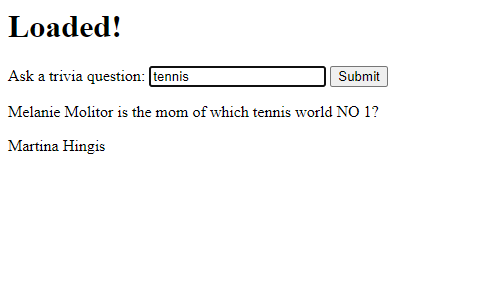 Loaded!
Ask a trivia question: tennis Submit
Melanie Molitor is the mom of which tennis world NO 1?
Martina Hingis